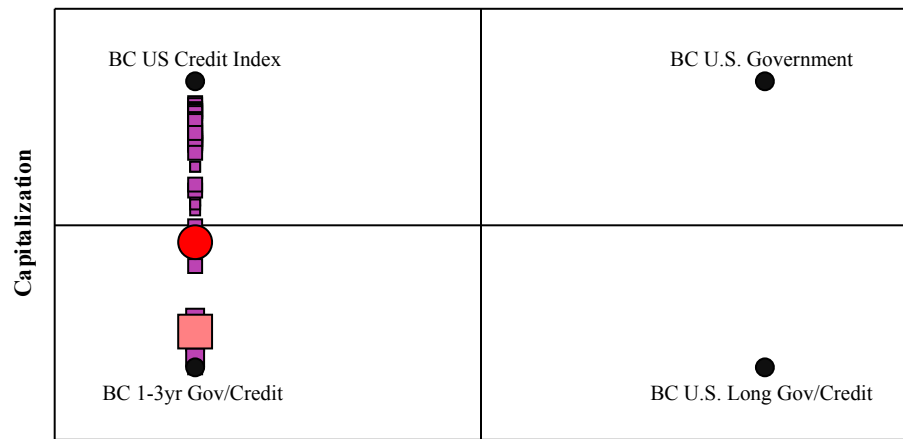 BC US Credit Index
BC U.S. Government
Capitalization
BC 1-3yr Gov/Credit
BC U.S. Long Gov/Credit